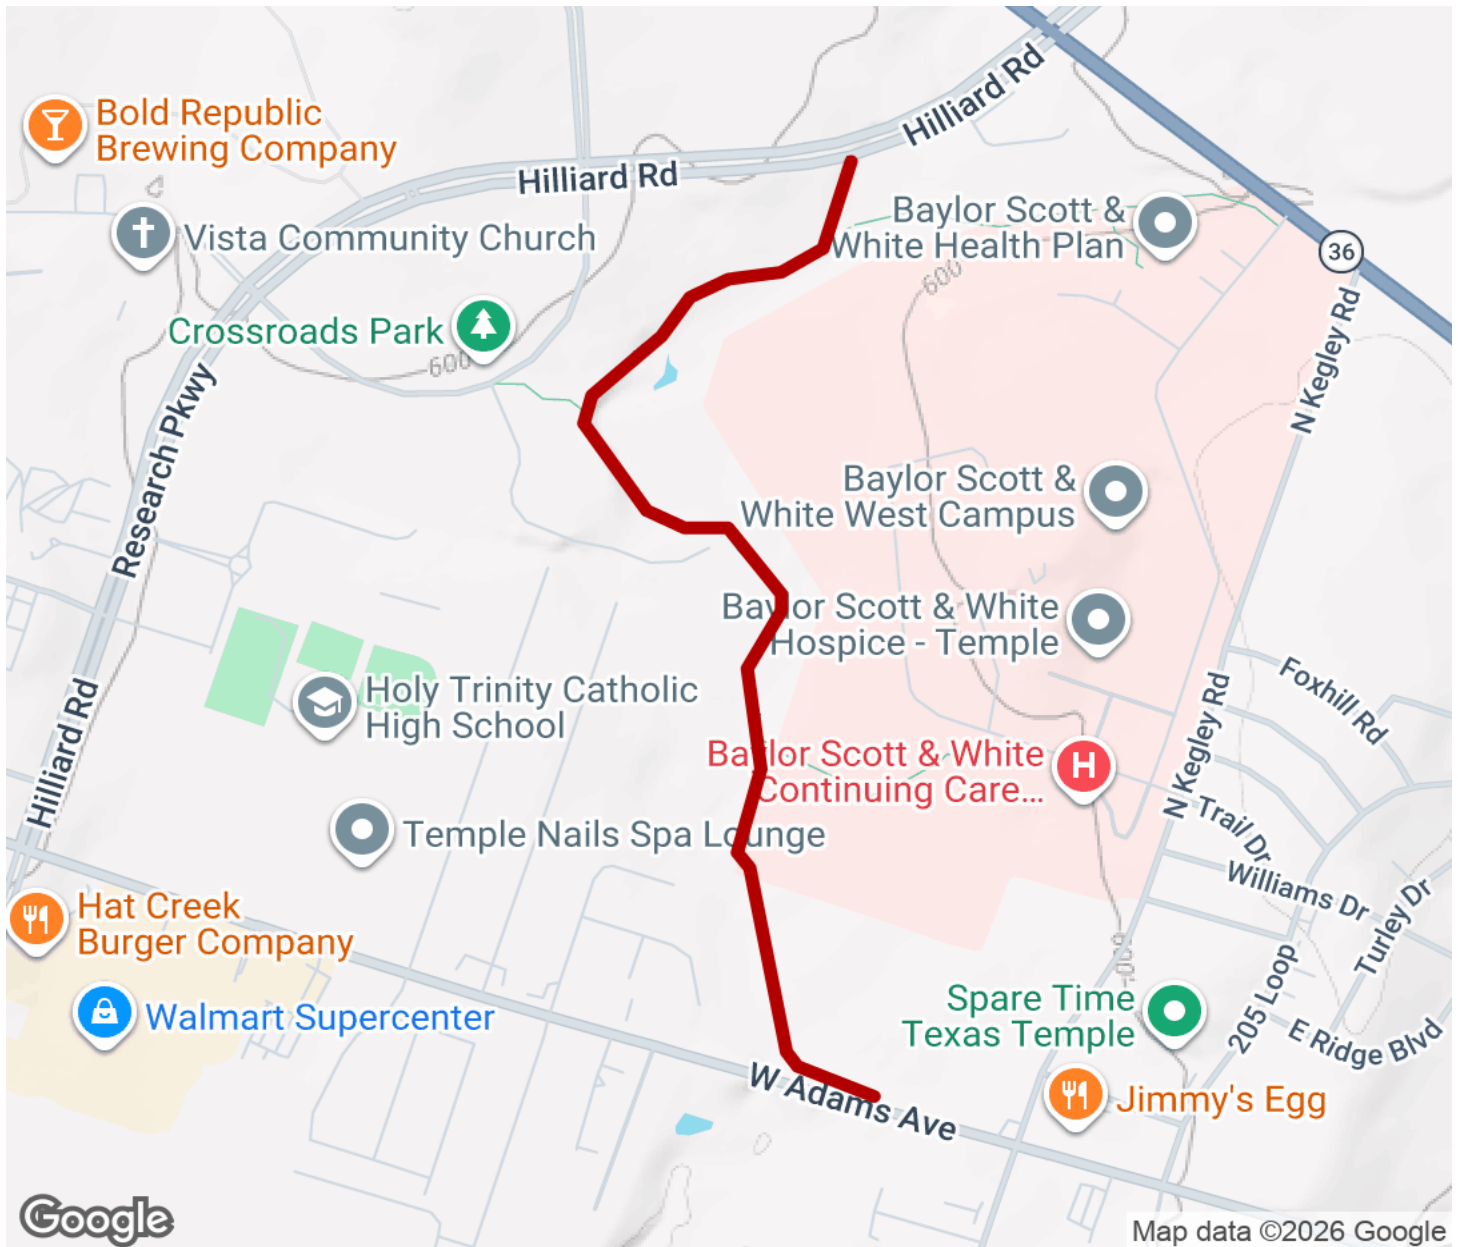 Hilliard Rd
Bold Republic
Brewing Company
Hilliard Rd
Baylor Scott &
White Health Plan
Vista Community Church
36
600
Crossroads Park
600
N Kegley Rd
Research Pkwy
Baylor Scott &
White West Campus
Baylor Scott & White
Hospice - Temple
Foxhill Rd
Holy Trinity Catholic
High School
N Kegley Rd
Hilliard Rd
Baylor Scott & White
Continuing Care...
H
Trail Dr
Temple Nails Spa Lounge
Williams Dr
Turley Dr
Hat Creek
Burger Company
600
205 Loop
Spare Time
Texas Temple
Walmart Supercenter
E Ridge Blvd
W Adams Ave
Jimmy's Egg
Google
Map data ©2026 Google